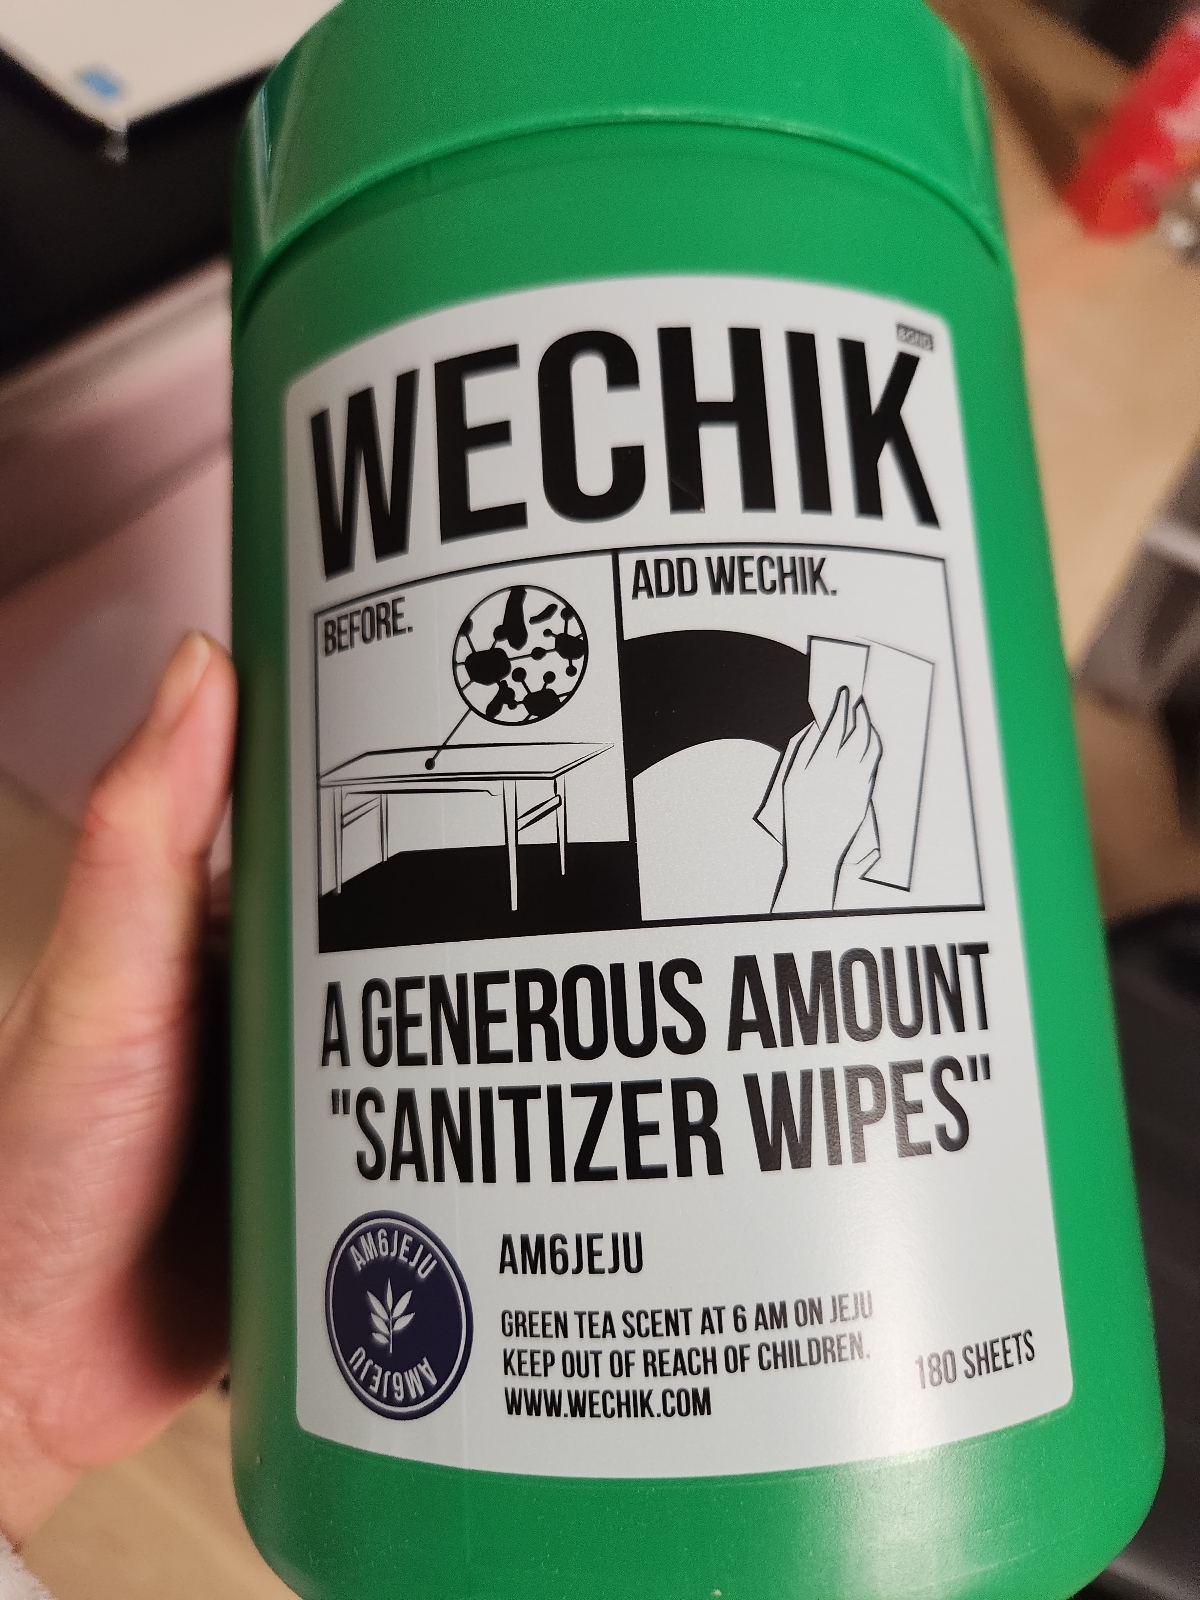 WECHIK
BEFORE.
ADD WECHIK.
A GENEROUS AMOUNT
"SANITIZER WIPES"
AM6JEJU
AM6JEJU
AM6JEJU
GREEN TEA SCENT AT 6 AM ON JEJU
KEEP OUT OF REACH OF CHILDREN.
WWW.WECHIK.COM
180 SHEETS